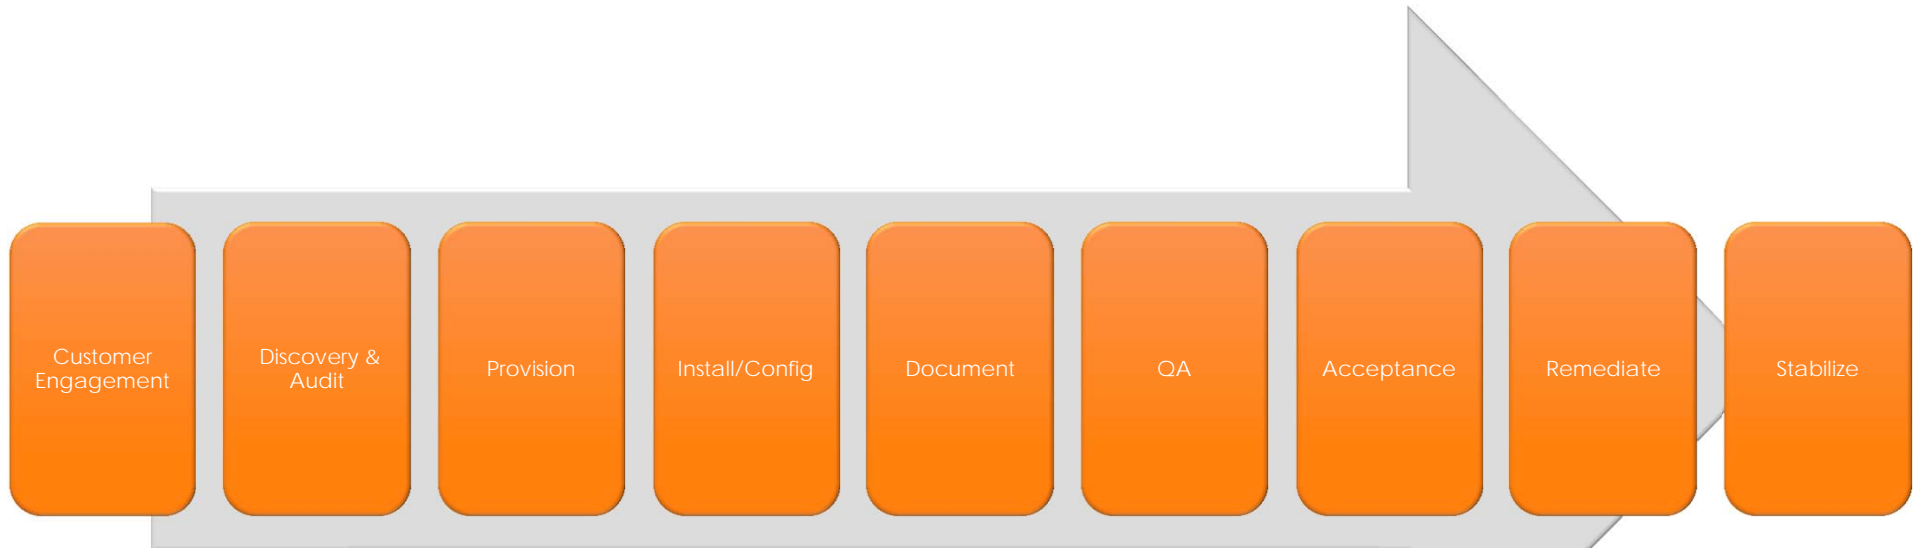 Customer
Engagement
Discovery &
Audit
Provision
Install/Config
Document
QA
Acceptance
Remediate
Stabilize